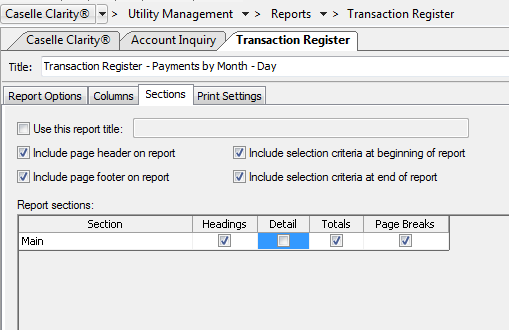 Caselle Clarity® > Utility Management > Reports > Transaction Register
Caselle Clarity® Account Inquiry Transaction Register
Title: Transaction Register - Payments by Month - Day
Report Options Columns Sections Print Settings
Use this report title:
Include page header on report Include selection criteria at beginning of report
Include page footer on report Include selection criteria at end of report
Report sections:
Section Headings Detail Totals Page Breaks
Main